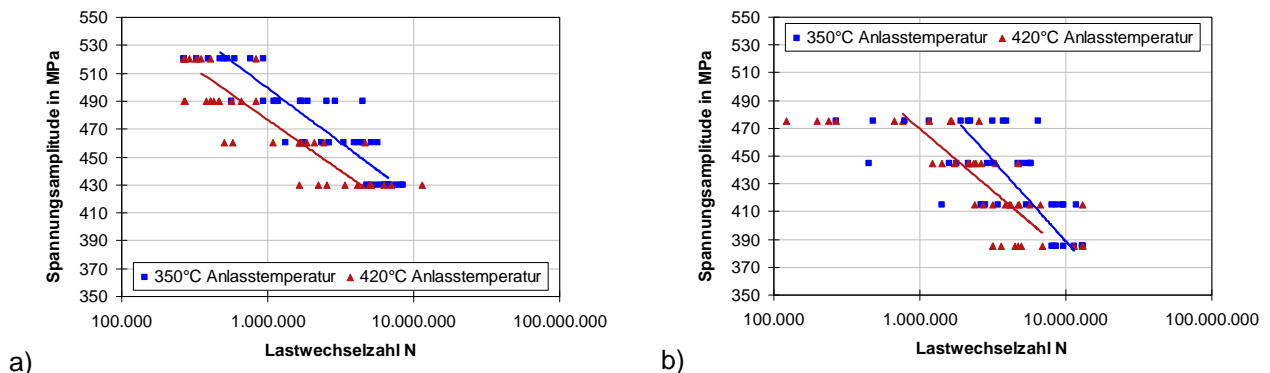 Spannungsamplitude in MPa
550
530
510
490
470
450
430
410
390
370
350
350°C Anlasstemperatur 420°C Anlasstemperatur
100.000 1.000.000 10.000.000 100.000.000
Lastwechselzahl N
a)
Spannungsamplitude in MPa
550
530
510
490
470
450
430
410
390
370
350
350°C Anlasstemperatur 420°C Anlasstemperatur
100.000 1.000.000 10.000.000 100.000.000
Lastwechselzahl N
b)